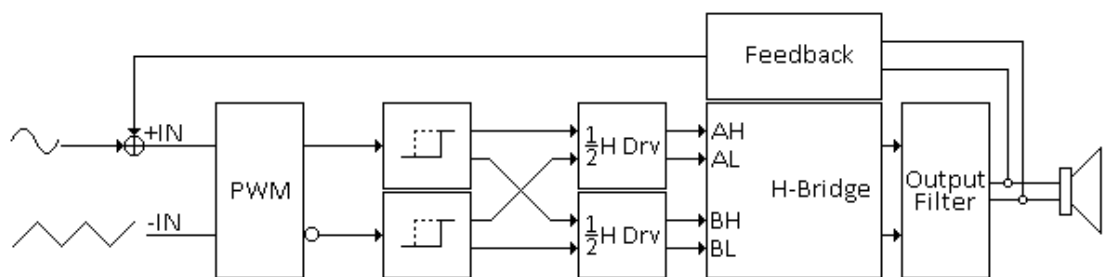 Feedback
+IN
-IN
PWM
½H Drv
½H Drv
AH
AL
BH
BL
H-Bridge
Output
Filter